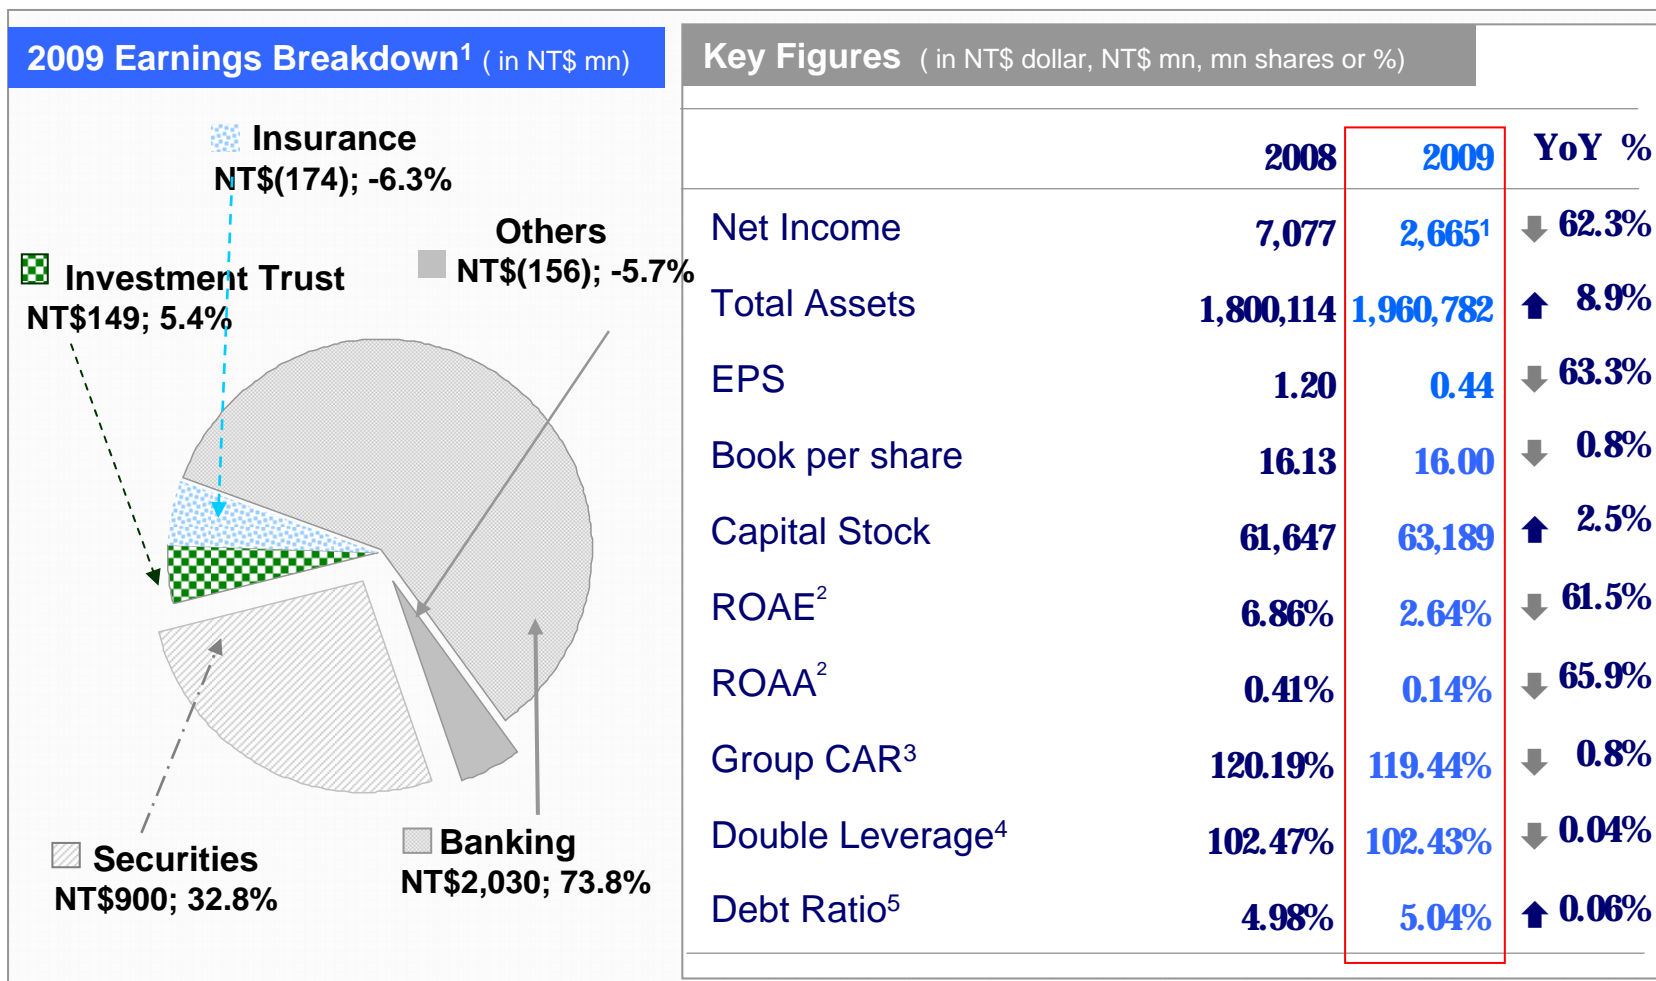 2009 Earnings Breakdown¹ ( in NT$ mn)
Insurance
NT$(174); -6.3%
Others
NT$(156); -5.7%
Investment Trust
NT$149; 5.4%
Securities
NT$900; 32.8%
Banking
NT$2,030; 73.8%
Key Figures ( in NT$ dollar, NT$ mn, mn shares or %)
2008 2009 YoY %
Net Income 7,077 2,665¹ 62.3%
Total Assets 1,800,114 1,960,782 8.9%
EPS 1.20 0.44 63.3%
Book per share 16.13 16.00 0.8%
Capital Stock 61,647 63,189 2.5%
ROAE² 6.86% 2.64% 61.5%
ROAA² 0.41% 0.14% 65.9%
Group CAR³ 120.19% 119.44% 0.8%
Double Leverage⁴ 102.47% 102.43% 0.04%
Debt Ratio⁵ 4.98% 5.04% 0.06%